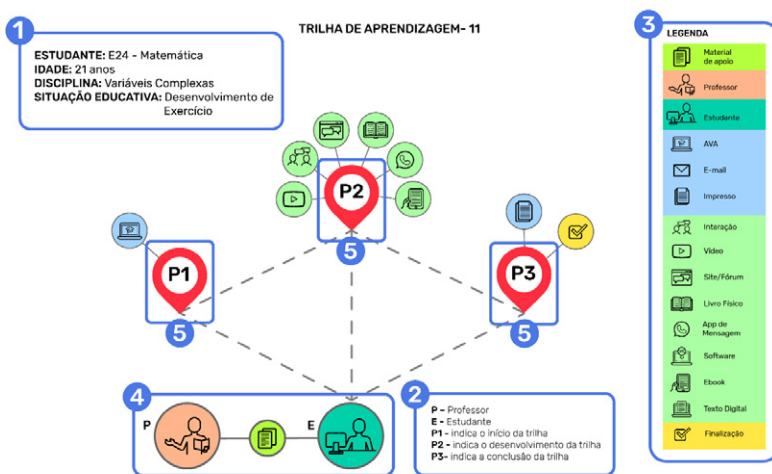 TRILHA DE APRENDIZAGEM- 11
1
ESTUDANTE: E24 - Matemática
IDADE: 21 anos
DISCIPLINA: Variáveis Complexas
SITUAÇÃO EDUCATIVA: Desenvolvimento de
Exercício
P1
5
P2
5
P3
5
4
P
E
2
P - Professor
E - Estudante
P1 - indica o início da trilha
P2 - indica o desenvolvimento da trilha
P3- indica a conclusão da trilha
3
LEGENDA
Material
de apoio
Professor
Estudante
AVA
E-mail
Impresso
Interação
Vídeo
Site/Fórum
Livro Físico
App de
Mensagem
Software
Ebook
Texto Digital
Finalização